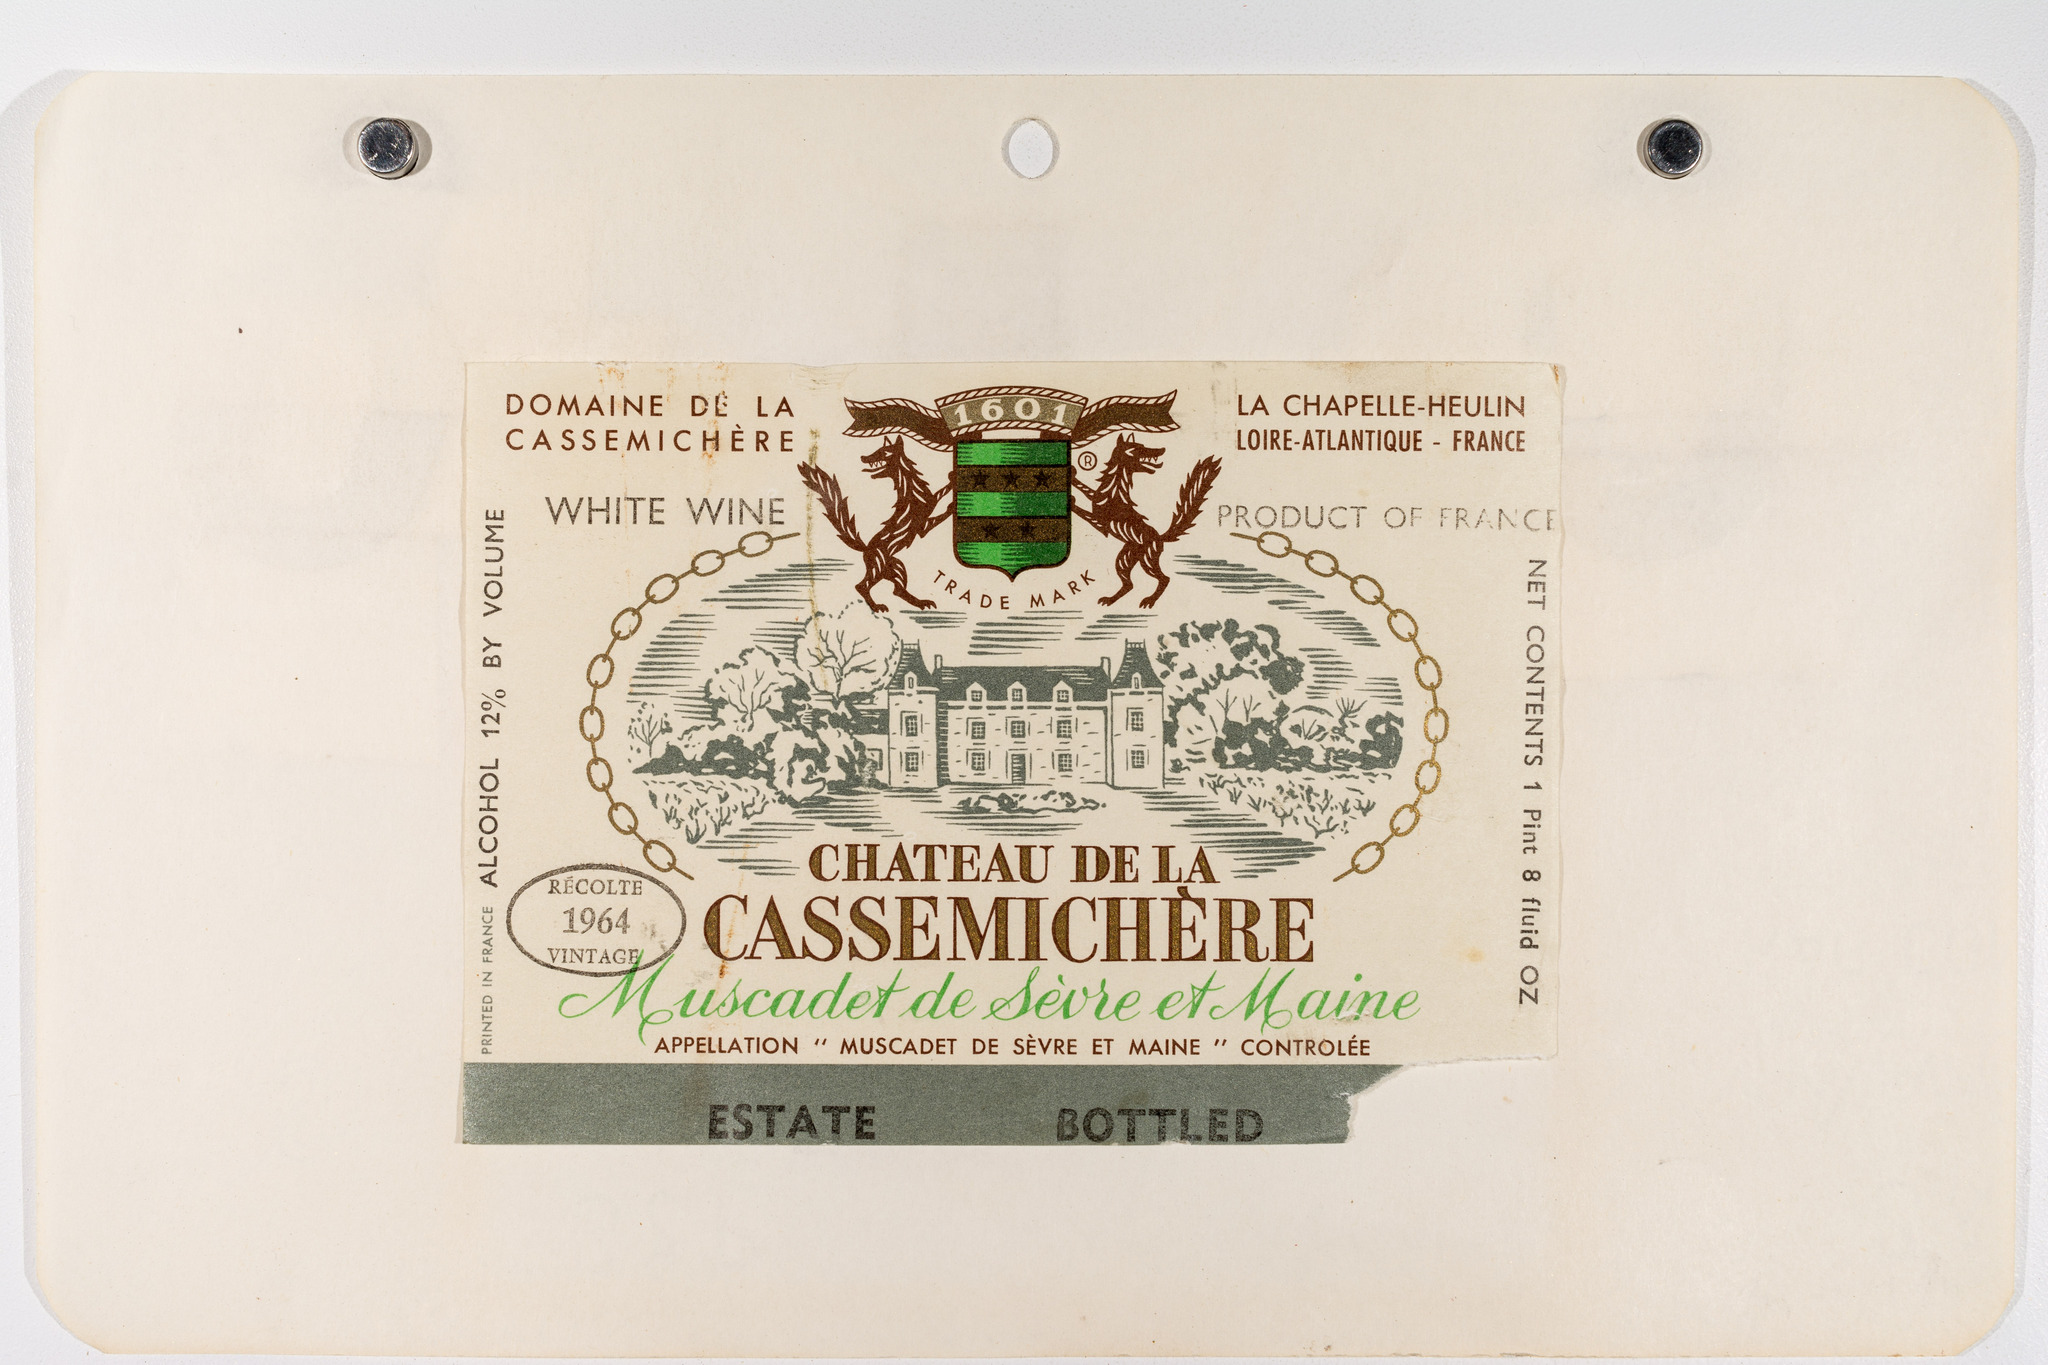 DOMAINE DE LA
CASSEMICHÈRE
1601
LA CHAPELLE-HEULIN
LOIRE-ATLANTIQUE - FRANCE
®
WHITE WINE
PRODUCT OF FRANCE
TRADE MARK
ALCOHOL 12% BY VOLUME
NET CONTENTS 1 Pint 8 fluid OZ
PRINTED IN FRANCE
RÉCOLTE
1964
VINTAGE
CHATEAU DE LA
CASSEMICHÈRE
Muscadet de Sèvre et Maine
APPELLATION " MUSCADET DE SÈVRE ET MAINE " CONTROLÉE
ESTATE BOTTLED